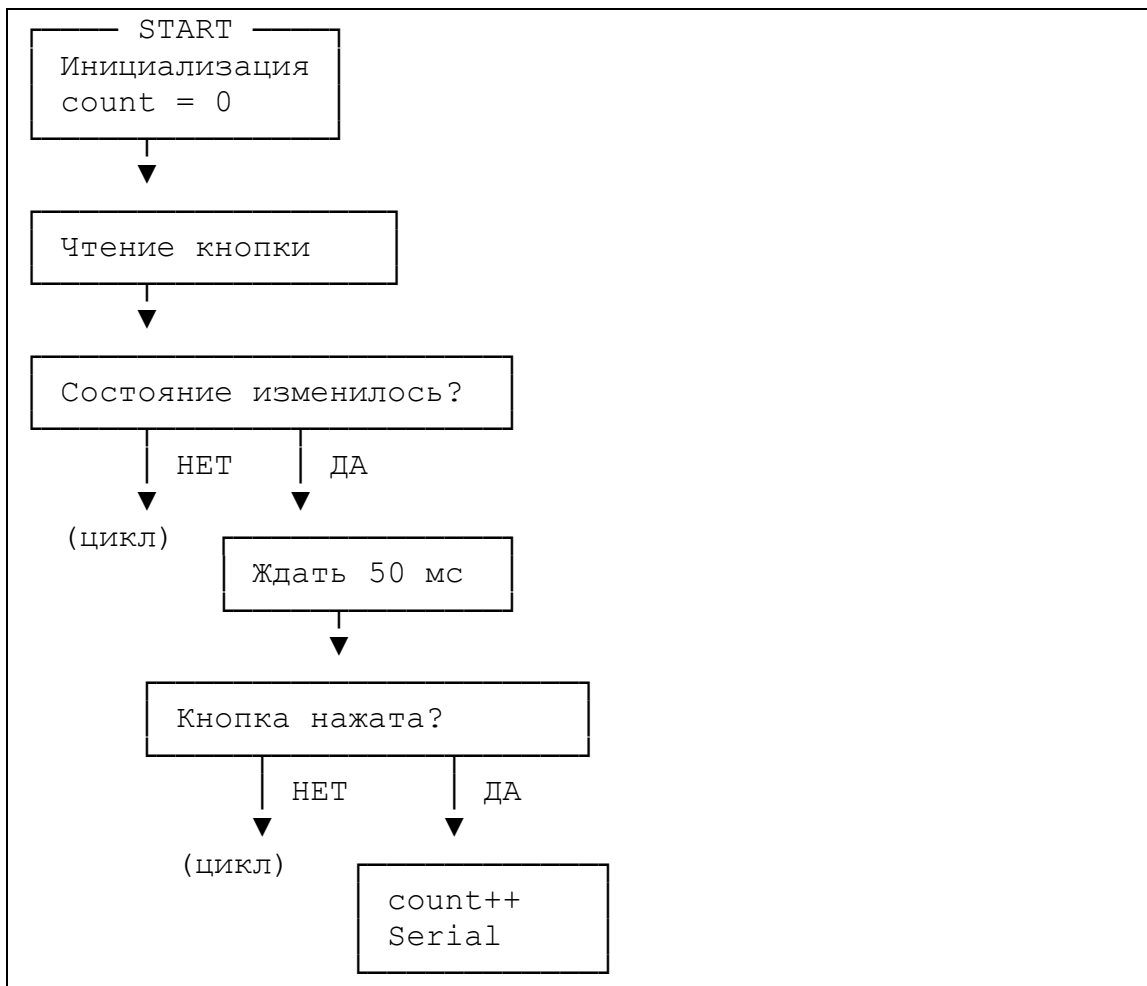 START
Инициализация
count = 0
Чтение кнопки
Состояние изменилось?
НЕТ ДА
(цикл)
Ждать 50 мс
Кнопка нажата?
НЕТ ДА
(цикл)
count++
Serial